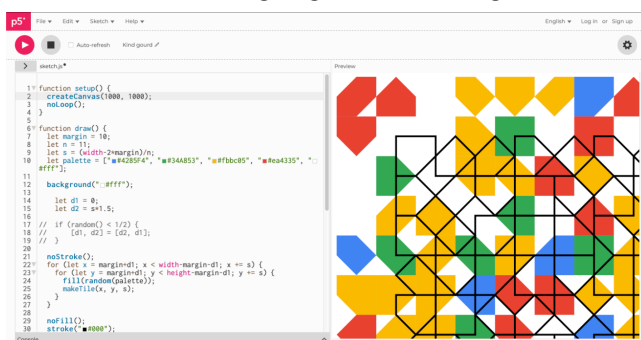 p5*
File Edit Sketch Help
English Log in or Sign up
Auto-refresh Kind gourd
> sketch.js•
Preview
1 function setup() {
2 createCanvas(1000, 1000);
3 noLoop();
4 }
5
6 function draw() {
7 let margin = 10;
8 let n = 11;
9 let s = (width-2*margin)/n;
10 let palette = ["#4285F4", "#34A853", "#fbbc05", "#ea4335", "
#fff"];
11
12 background("#fff");
13
14 let d1 = 0;
15 let d2 = s*1.5;
16
17 // if (random() < 1/2) {
18 // [d1, d2] = [d2, d1];
19 // }
20
21 noStroke();
22 for (let x = margin+d1; x < width-margin-d1; x += s) {
23 for (let y = margin+d1; y < height-margin-d1; y += s) {
24 fill(random(palette));
25 makeTile(x, y, s);
26 }
27 }
28
29 noFill();
30 stroke("#000");
Console